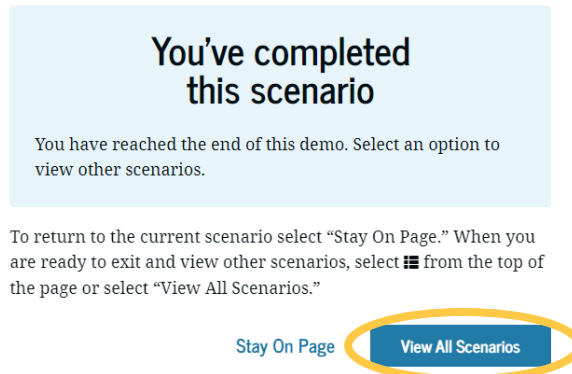 You've completed
this scenario
You have reached the end of this demo. Select an option to
view other scenarios.
To return to the current scenario select “Stay On Page.” When you
are ready to exit and view other scenarios, select from the top of
the page or select “View All Scenarios.”
Stay On Page
View All Scenarios